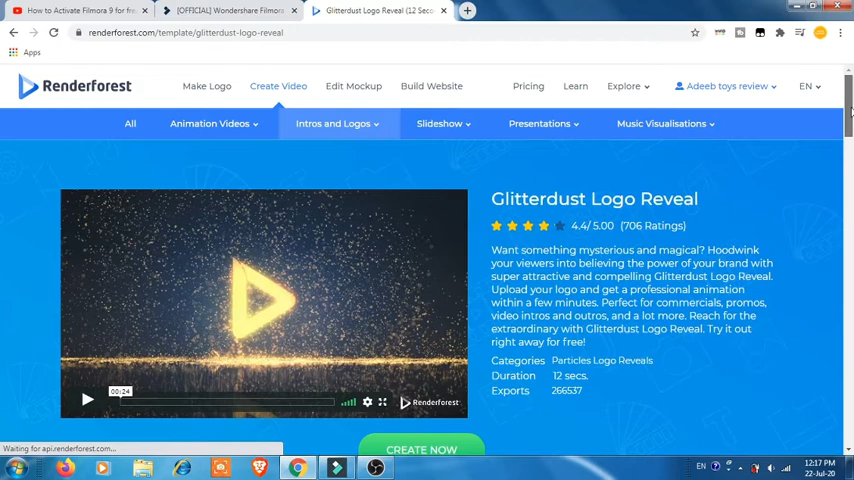 How to Activate Filmora 9 for fre
[OFFICIAL] Wondershare Filmora
Glitterdust Logo Reveal (12 Seco
renderforest.com/template/glitterdust-logo-reveal
Apps
Renderforest
Make Logo
Create Video
Edit Mockup
Build Website
Pricing
Learn
Explore
Adeeb toys review
EN
All
Animation Videos
Intros and Logos
Slideshow
Presentations
Music Visualisations
Glitterdust Logo Reveal
4.4/ 5.00 (706 Ratings)
Want something mysterious and magical? Hoodwink
your viewers into believing the power of your brand with
super attractive and compelling Glitterdust Logo Reveal.
Upload your logo and get a professional animation
within a few minutes. Perfect for commercials, promos,
video intros and outros, and a lot more. Reach for the
extraordinary with Glitterdust Logo Reveal. Try it out
right away for free!
Categories Particles Logo Reveals
Duration 12 secs.
Exports 266537
00:24
Renderforest
CREATE NOW
Waiting for api.renderforest.com...
EN
12:17 PM
22-Jul-20